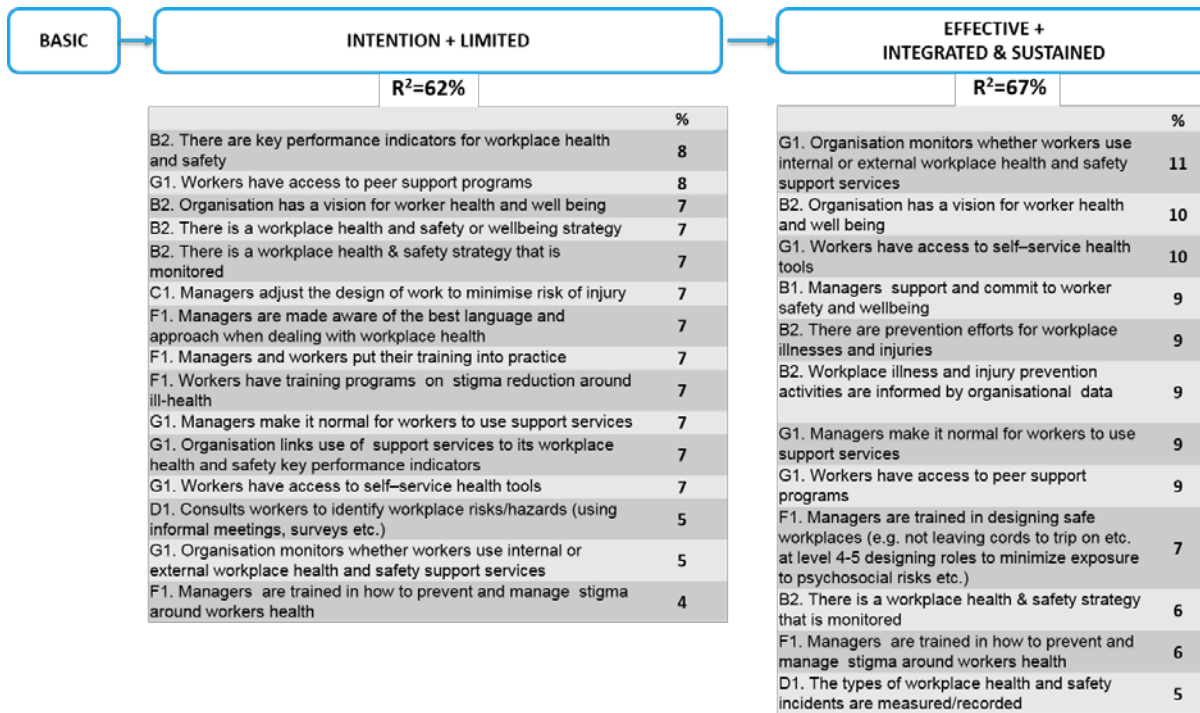 BASIC
INTENTION + LIMITED
EFFECTIVE +
INTEGRATED & SUSTAINED
R²=62%
%
B2. There are key performance indicators for workplace health
and safety
8
G1. Workers have access to peer support programs
8
B2. Organisation has a vision for worker health and well being
7
B2. There is a workplace health and safety or wellbeing strategy
7
B2. There is a workplace health & safety strategy that is
monitored
7
C1. Managers adjust the design of work to minimise risk of injury
7
F1. Managers are made aware of the best language and
approach when dealing with workplace health
7
F1. Managers and workers put their training into practice
7
F1. Workers have training programs on stigma reduction around
ill-health
7
G1. Managers make it normal for workers to use support services
7
G1. Organisation links use of support services to its workplace
health and safety key performance indicators
7
G1. Workers have access to self–service health tools
7
D1. Consults workers to identify workplace risks/hazards (using
informal meetings, surveys etc.)
5
G1. Organisation monitors whether workers use internal or
external workplace health and safety support services
5
F1. Managers are trained in how to prevent and manage stigma
around workers health
4
R²=67%
%
G1. Organisation monitors whether workers use
internal or external workplace health and safety
support services
11
B2. Organisation has a vision for worker health
and well being
10
G1. Workers have access to self–service health
tools
10
B1. Managers support and commit to worker
safety and wellbeing
9
B2. There are prevention efforts for workplace
illnesses and injuries
9
B2. Workplace illness and injury prevention
activities are informed by organisational data
9
G1. Managers make it normal for workers to use
support services
9
G1. Workers have access to peer support
programs
9
F1. Managers are trained in designing safe
workplaces (e.g. not leaving cords to trip on etc.
at level 4-5 designing roles to minimize exposure
to psychosocial risks etc.)
7
B2. There is a workplace health & safety strategy
that is monitored
6
F1. Managers are trained in how to prevent and
manage stigma around workers health
6
D1. The types of workplace health and safety
incidents are measured/recorded
5